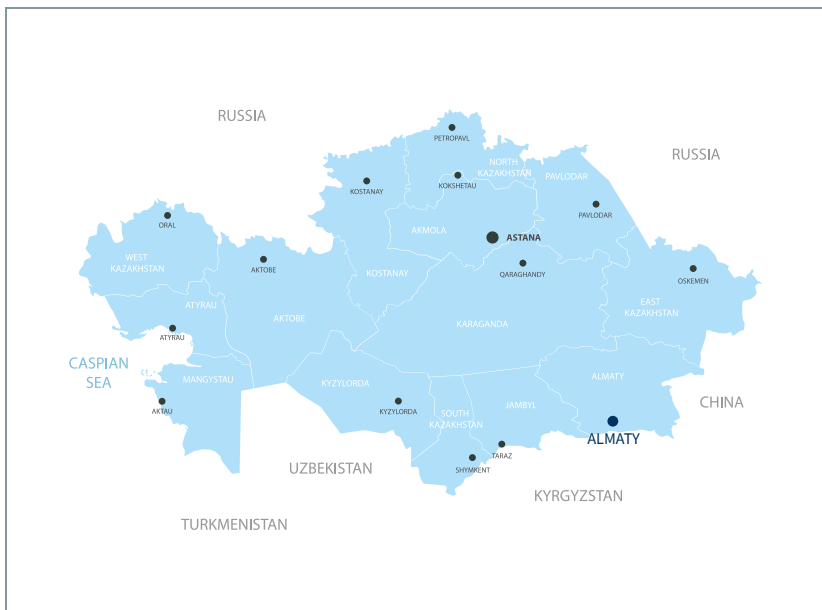 RUSSIA
PETROPAVL
RUSSIA
NORTH
KAZAKHSTAN
PAVLODAR
KOKSHETAU
KOSTANAY
PAVLODAR
ORAL
AKMOLA
ASTANA
WEST
KAZAKHSTAN
AKTOBE
KOSTANAY
QARAGHANDY
OSKEMEN
ATYRAU
EAST
KAZAKHSTAN
AKTOBE
KARAGANDA
ATYRAU
CASPIAN
SEA
MANGYSTAU
KYZYLORDA
ALMATY
AKTAU
KYZYLORDA
SOUTH
KAZAKHSTAN
JAMBYL
CHINA
ALMATY
TARAZ
SHYMKENT
UZBEKISTAN
KYRGYZSTAN
TURKMENISTAN